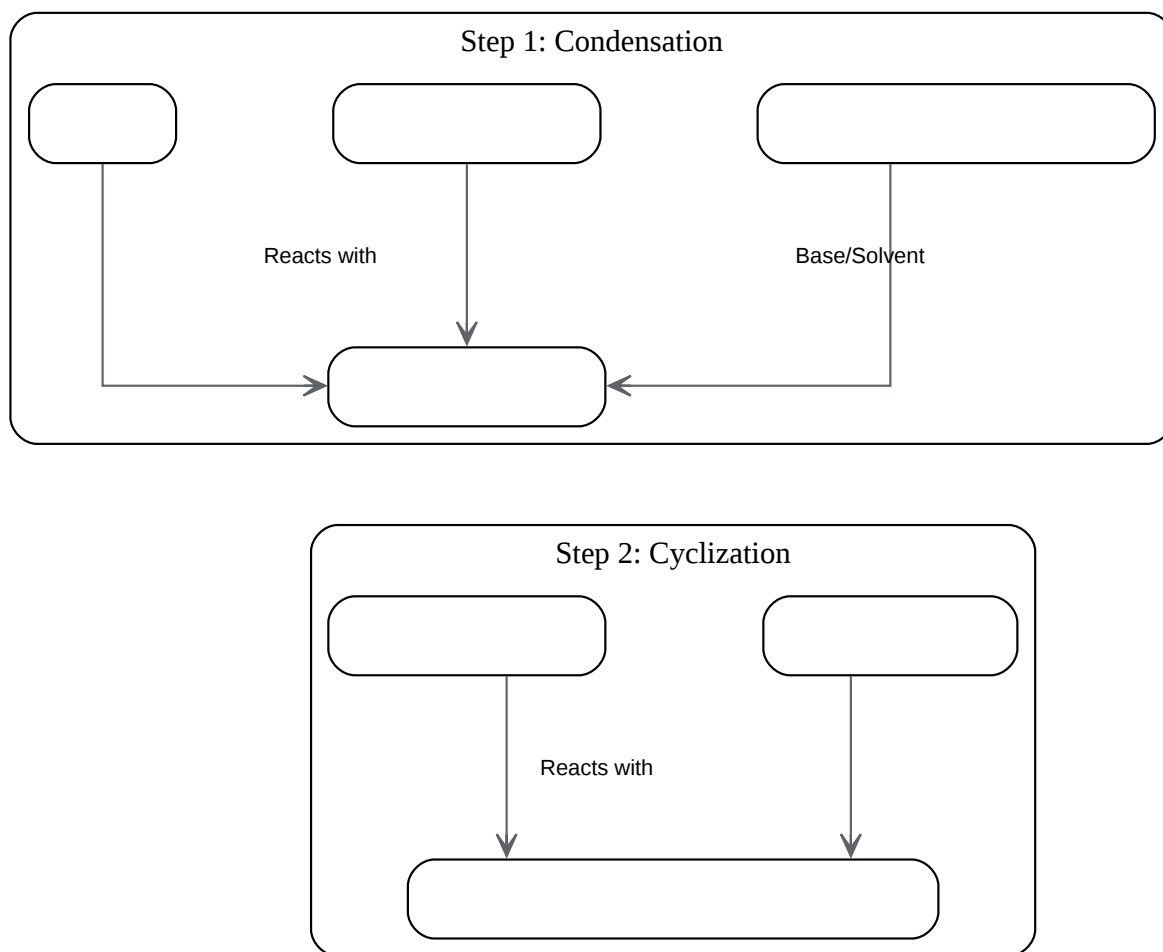 Step 1: Condensation
Reacts with
Base/Solvent
Step 2: Cyclization
Reacts with